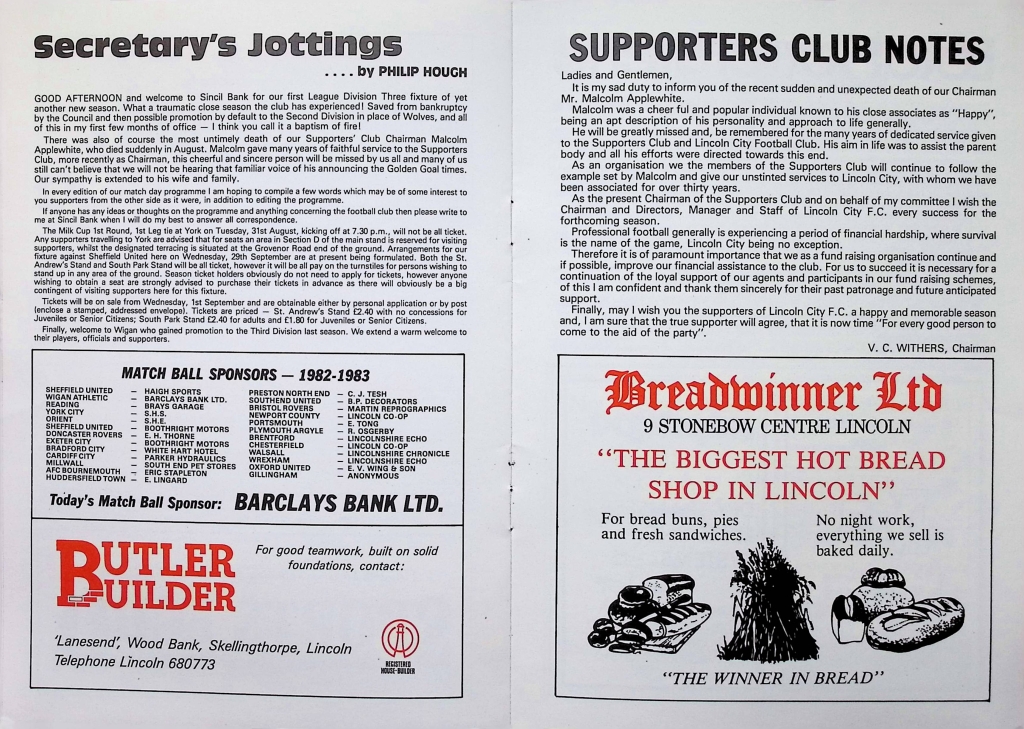 Secretary's Jottings
. . . . by PHILIP HOUGH
GOOD AFTERNOON and welcome to Sincil Bank for our first League Division Three fixture of yet
another new season. What a traumatic close season the club has experienced! Saved from bankruptcy
by the Council and then possible promotion by default to the Second Division in place of Wolves, and all
of this in my first few months of office — I think you call it a baptism of fire!
There was also of course the most untimely death of our Supporters' Club Chairman Malcolm
Applewhite, who died suddenly in August. Malcolm gave many years of faithful service to the Supporters
Club, more recently as Chairman, this cheerful and sincere person will be missed by us all and many of us
still can't believe that we will not be hearing that familiar voice of his announcing the Golden Goal times.
Our sympathy is extended to his wife and family.
In every edition of our match day programme I am hoping to compile a few words which may be of some interest to
you supporters from the other side as it were, in addition to editing the programme.
If anyone has any ideas or thoughts on the programme and anything concerning the football club then please write to
me at Sincil Bank when I will do my best to answer all correspondence.
The Milk Cup 1st Round, 1st Leg tie at York on Tuesday, 31st August, kicking off at 7.30 p.m., will not be all ticket.
Any supporters travelling to York are advised that for seats an area in Section D of the main stand is reserved for visiting
supporters, whilst the designated terracing is situated at the Grovenor Road end of the ground. Arrangements for our
fixture against Sheffield United here on Wednesday, 29th September are at present being formulated. Both the St.
Andrew's Stand and South Park Stand will be all ticket, however it will be all pay on the turnstiles for persons wishing to
stand up in any area of the ground. Season ticket holders obviously do not need to apply for tickets, however anyone
wishing to obtain a seat are strongly advised to purchase their tickets in advance as there will obviously be a big
contingent of visiting supporters here for this fixture.
Tickets will be on sale from Wednesday, 1st September and are obtainable either by personal application or by post
(enclose a stamped, addressed envelope). Tickets are priced — St. Andrew's Stand £2.40 with no concessions for
Juveniles or Senior Citizens; South Park Stand £2.40 for adults and £1.80 for Juveniles or Senior Citizens.
Finally, welcome to Wigan who gained promotion to the Third Division last season. We extend a warm welcome to
their players, officials and supporters.
MATCH BALL SPONSORS — 1982-1983
SHEFFIELD UNITED — HAIGH SPORTS
WIGAN ATHLETIC — BARCLAYS BANK LTD.
READING — BRAYS GARAGE
YORK CITY — S.H.S.
ORIENT — S.H.E.
SHEFFIELD UNITED — BOOTHRIGHT MOTORS
DONCASTER ROVERS — E. H. THORNE
EXETER CITY — BOOTHRIGHT MOTORS
BRADFORD CITY — WHITE HART HOTEL
CARDIFF CITY — PARKER HYDRAULICS
MILLWALL — SOUTH END PET STORES
AFC BOURNEMOUTH — ERIC STAPLETON
HUDDERSFIELD TOWN — E. LINGARD
PRESTON NORTH END — C. J. TESH
SOUTHEND UNITED — B.P. DECORATORS
BRISTOL ROVERS — MARTIN REPROGRAPHICS
NEWPORT COUNTY — LINCOLN CO-OP
PORTSMOUTH — E. TONG
PLYMOUTH ARGYLE — R. OSGERBY
BRENTFORD — LINCOLNSHIRE ECHO
CHESTERFIELD — LINCOLN CO-OP
WALSALL — LINCOLNSHIRE CHRONICLE
WREXHAM — LINCOLNSHIRE ECHO
OXFORD UNITED — E. V. WING & SON
GILLINGHAM — ANONYMOUS
Today's Match Ball Sponsor: BARCLAYS BANK LTD.
BUTLER
BUILDER
For good teamwork, built on solid
foundations, contact:
'Lanesend', Wood Bank, Skellingthorpe, Lincoln
Telephone Lincoln 680773
REGISTERED
HOUSE-BUILDER
SUPPORTERS CLUB NOTES
Ladies and Gentlemen,
It is my sad duty to inform you of the recent sudden and unexpected death of our Chairman
Mr. Malcolm Applewhite.
Malcolm was a cheer ful and popular individual known to his close associates as "Happy",
being an apt description of his personality and approach to life generally.
He will be greatly missed and, be remembered for the many years of dedicated service given
to the Supporters Club and Lincoln City Football Club. His aim in life was to assist the parent
body and all his efforts were directed towards this end.
As an organisation we the members of the Supporters Club will continue to follow the
example set by Malcolm and give our unstinted services to Lincoln City, with whom we have
been associated for over thirty years.
As the present Chairman of the Supporters Club and on behalf of my committee I wish the
Chairman and Directors, Manager and Staff of Lincoln City F.C. every success for the
forthcoming season.
Professional football generally is experiencing a period of financial hardship, where survival
is the name of the game, Lincoln City being no exception.
Therefore it is of paramount importance that we as a fund raising organisation continue and
if possible, improve our financial assistance to the club. For us to succeed it is necessary for a
continuation of the loyal support of our agents and participants in our fund raising schemes,
of this I am confident and thank them sincerely for their past patronage and future anticipated
support.
Finally, may I wish the supporters of Lincoln City F.C. a happy and memorable season
and, I am sure that the true supporter will agree, that it is now time "For every good person to
come to the aid of the party".
V. C. WITHERS, Chairman
Breadwinner Ltd
9 STONEBOW CENTRE LINCOLN
"THE BIGGEST HOT BREAD
SHOP IN LINCOLN"
For bread buns, pies
and fresh sandwiches.
No night work,
everything we sell is
baked daily.
"THE WINNER IN BREAD"